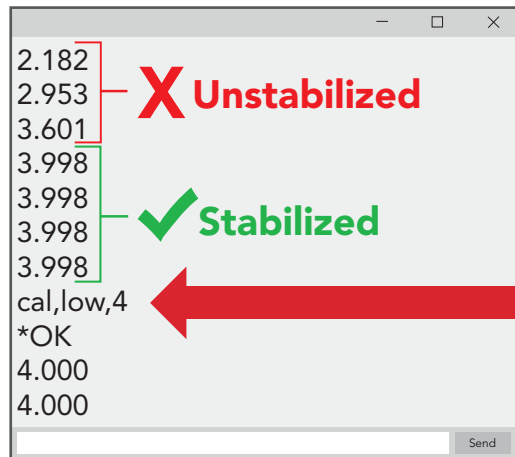 2.182
2.953
3.601
X Unstabilized
3.998
3.998
3.998
3.998
Stabilized
cal,low,4
*OK
4.000
4.000
Send